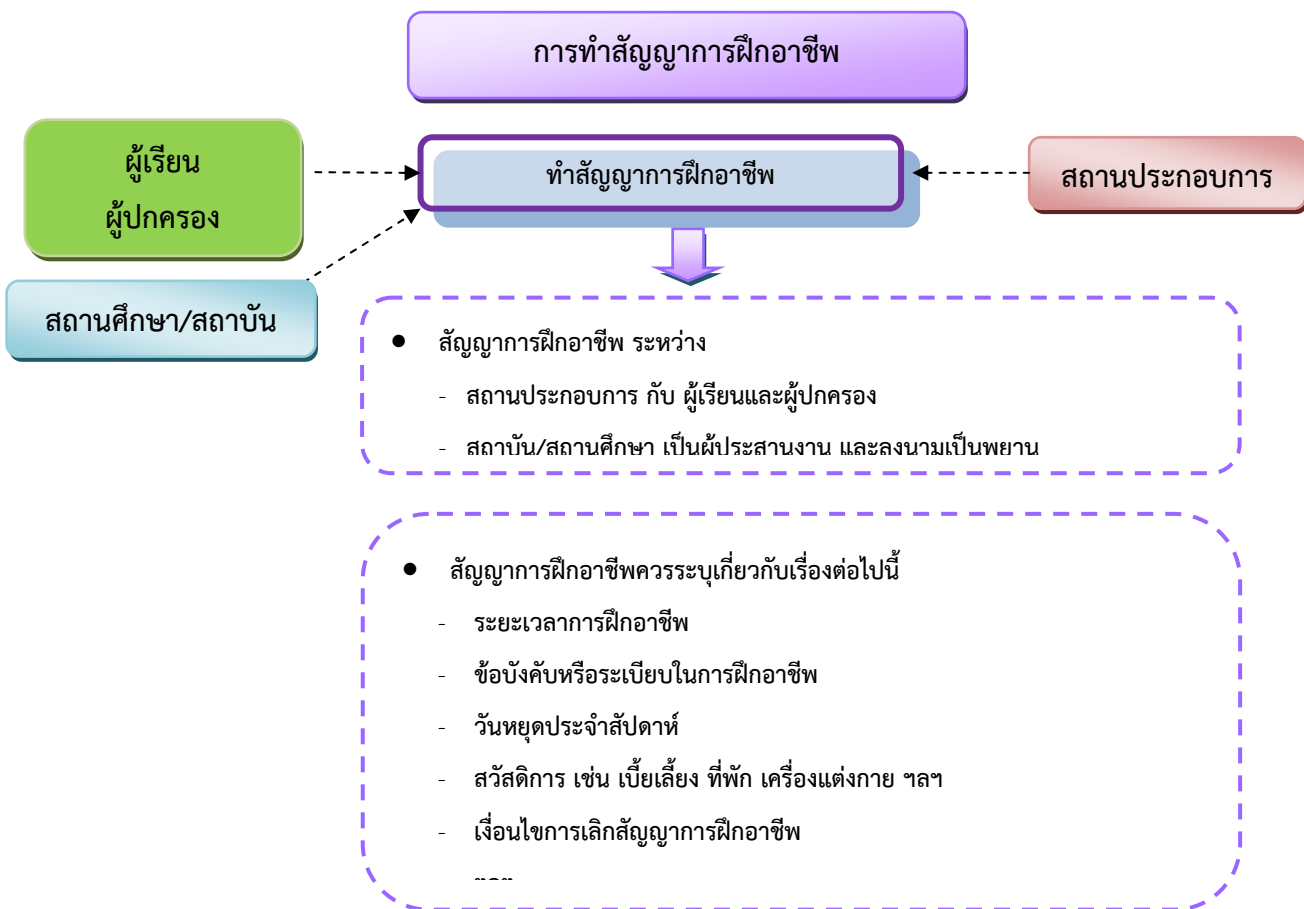 การทำสัญญาการฝึกอาชีพ
ผู้เรียน
ผู้ปกครอง
ทำสัญญาการฝึกอาชีพ
สถานประกอบการ
สถานศึกษา/สถาบัน
● สัญญาการฝึกอาชีพ ระหว่าง
- สถานประกอบการ กับ ผู้เรียนและผู้ปกครอง
- สถาบัน/สถานศึกษา เป็นผู้ประสานงาน และลงนามเป็นพยาน
● สัญญาการฝึกอาชีพควรระบุเกี่ยวกับเรื่องต่อไปนี้
- ระยะเวลาการฝึกอาชีพ
- ข้อบังคับหรือระเบียบในการฝึกอาชีพ
- วันหยุดประจำสัปดาห์
- สวัสดิการ เช่น เบี้ยเลี้ยง ที่พัก เครื่องแต่งกาย ฯลฯ
- เงื่อนไขการเลิกสัญญาการฝึกอาชีพ